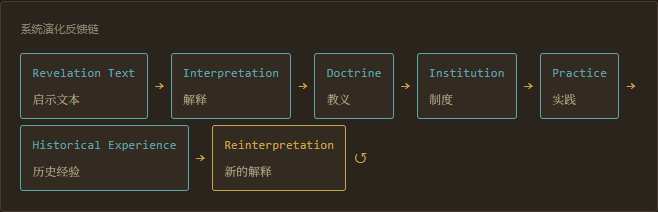 系统演化反馈链
Revelation Text
启示文本
→
Interpretation
解释
→
Doctrine
教义
→
Institution
制度
→
Practice
实践
→
Historical Experience
历史经验
→
Reinterpretation
新的解释
↺